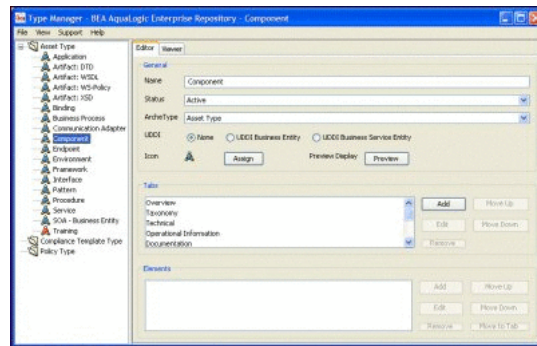 Type Manager - BEA AquaLogic Enterprise Repository - Component
File View Support Help
Asset Type
Application
Artifact: DTD
Artifact: WSDL
Artifact: WS-Policy
Artifact: XSD
Binding
Business Process
Communication Adapter
Component
Endpoint
Environment
Framework
Interface
Pattern
Procedure
Service
SOA - Business Entity
Training
Compliance Template Type
Policy Type
Editor Viewer
General
Name Component
Status Active
ArcheType Asset Type
UDDI None UDDI Business Entity UDDI Business Service Entity
Icon Assign Preview Display Preview
Tabs
Overview
Taxonomy
Technical
Operational Information
Documentation
Add Move Up
Edit Move Down
Remove
Elements
Add Move Up
Edit Move Down
Remove Move to Tab